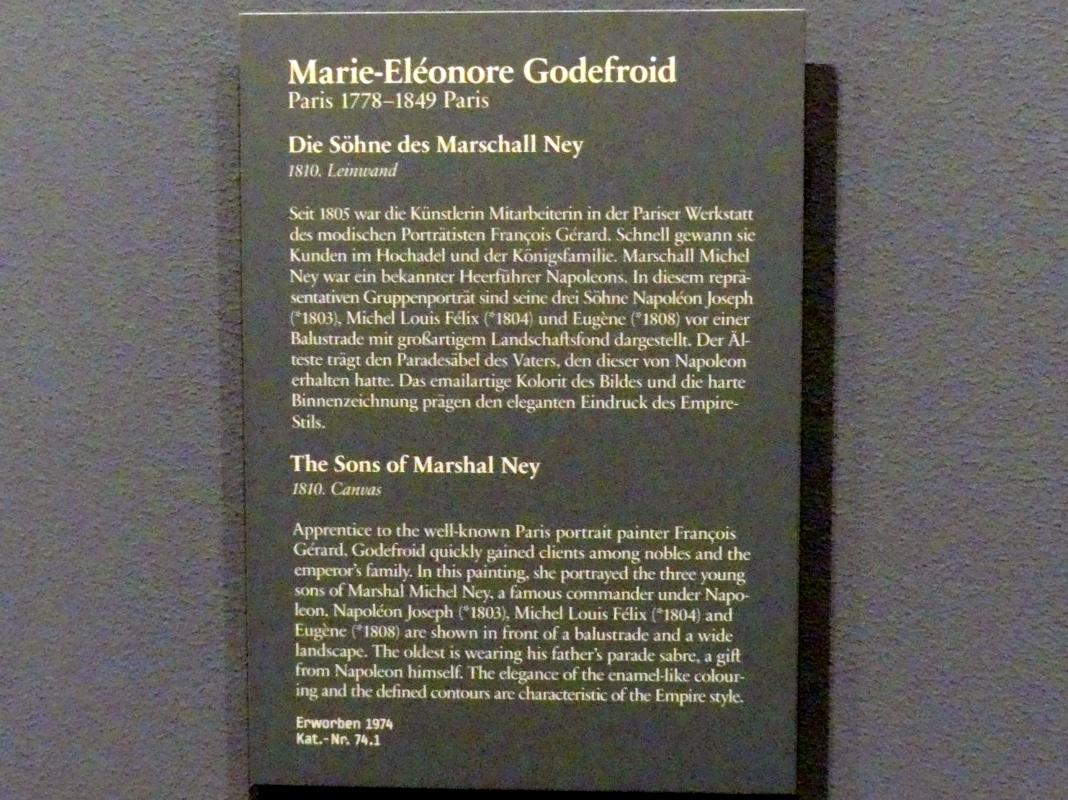 Marie-Eléonore Godefroid
Paris 1778–1849 Paris
Die Söhne des Marschall Ney
1810. Leinwand
Seit 1805 war die Künstlerin Mitarbeiterin in der Pariser Werkstatt
des modischen Porträtisten François Gérard. Schnell gewann sie
Kunden im Hochadel und der Königsfamilie. Marschall Michel
Ney war ein bekannter Heerführer Napoleons. In diesem reprä-
sentativen Gruppenporträt sind seine drei Söhne Napoléon Joseph
(*1803), Michel Louis Félix (*1804) und Eugène (*1808) vor einer
Balustrade mit großartigem Landschaftsfond dargestellt. Der Äl-
teste trägt den Paradesäbel des Vaters, den dieser von Napoleon
erhalten hatte. Das emailartige Kolorit des Bildes und die harte
Binnenzeichnung prägen den eleganten Eindruck des Empire-
Stils.
The Sons of Marshal Ney
1810. Canvas
Apprentice to the well-known Paris portrait painter François
Gérard, Godefroid quickly gained clients among nobles and the
emperor's family. In this painting, she portrayed the three young
sons of Marshal Michel Ney, a famous commander under Napo-
leon. Napoléon Joseph (*1803), Michel Louis Félix (*1804) and
Eugène (*1808) are shown in front of a balustrade and a wide
landscape. The oldest is wearing his father's parade sabre, a gift
from Napoleon himself. The elegance of the enamel-like colour-
ing and the defined contours are characteristic of the Empire style.
Erworben 1974
Kat.-Nr. 74.1